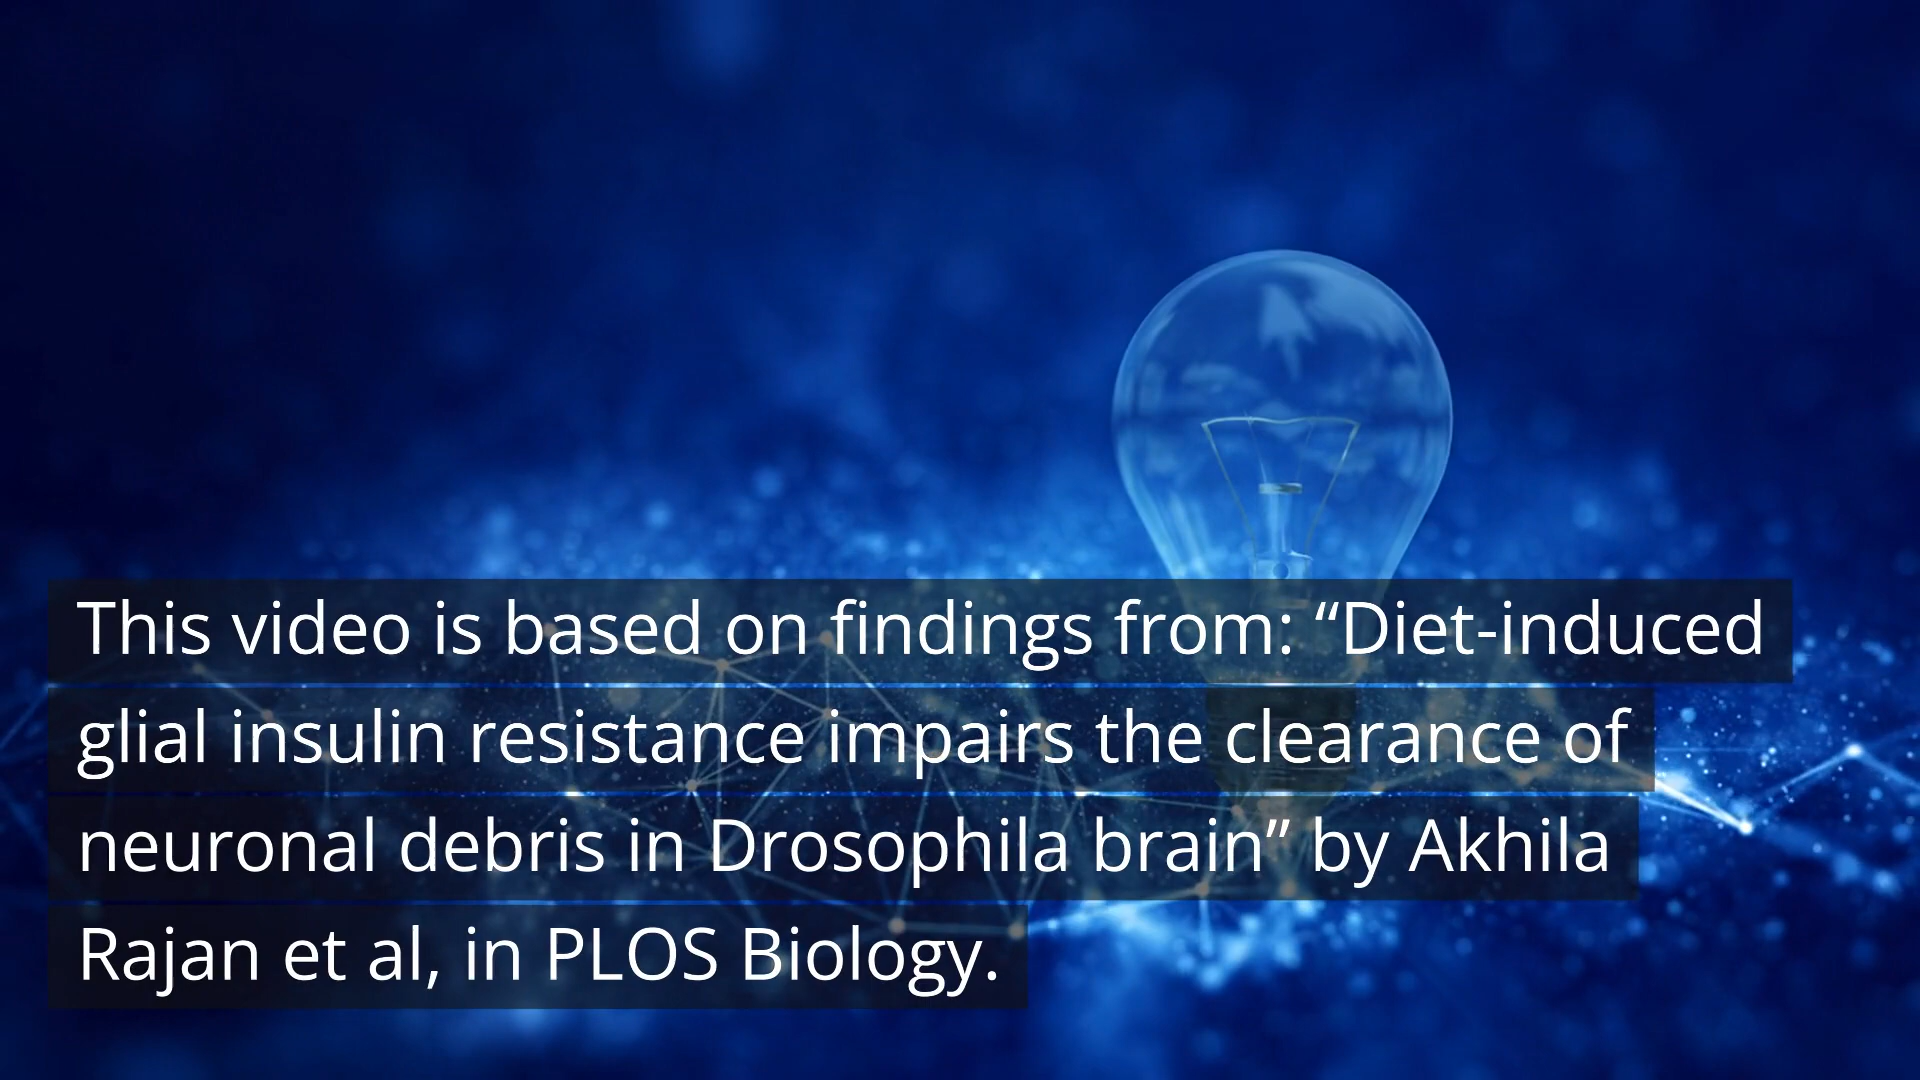 This video is based on findings from: “Diet-induced
glial insulin resistance impairs the clearance of
neuronal debris in Drosophila brain” by Akhila
Rajan et al, in PLOS Biology.